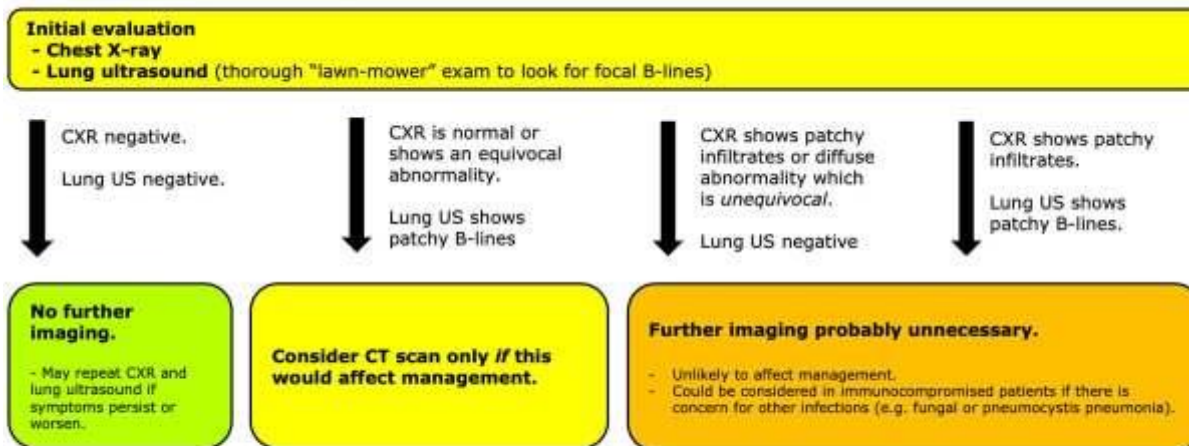 Initial evaluation
- Chest X-ray
- Lung ultrasound (thorough "lawn-mower" exam to look for focal B-lines)
CXR negative.
Lung US negative.
CXR is normal or
shows an equivocal
abnormality.
Lung US shows
patchy B-lines
CXR shows patchy
infiltrates or diffuse
abnormality which
is unequivocal.
Lung US negative
CXR shows patchy
infiltrates.
Lung US shows
patchy B-lines.
No further
imaging.
- May repeat CXR and
lung ultrasound if
symptoms persist or
worsen.
Consider CT scan only if this
would affect management.
Further imaging probably unnecessary.
- Unlikely to affect management.
- Could be considered in immunocompromised patients if there is
concern for other infections (e.g. fungal or pneumocystis pneumonia).